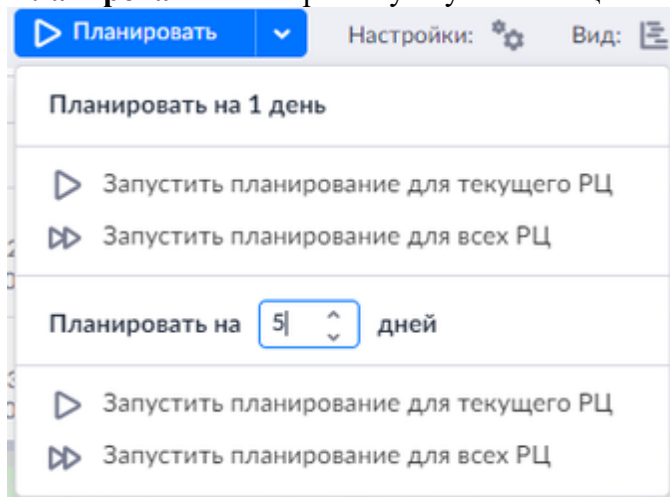 Планировать
Настройки:
Вид:
Планировать на 1 день
Запустить планирование для текущего РЦ
Запустить планирование для всех РЦ
Планировать на 5 дней
Запустить планирование для текущего РЦ
Запустить планирование для всех РЦ